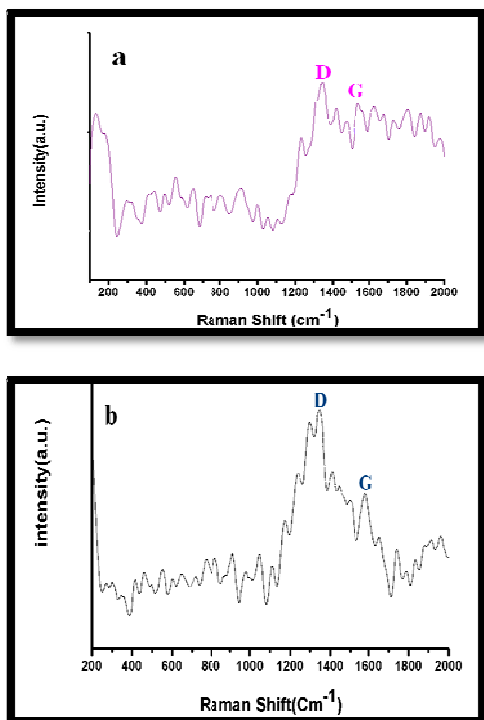 a
D
G
Intensity(a.u.)
200 400 600 800 1000 1200 1400 1600 1800 2000
Raman Shift (cm-1)
b
D
G
intensity(a.u.)
200 400 600 800 1000 1200 1400 1600 1800 2000
Raman Shift(Cm-1)